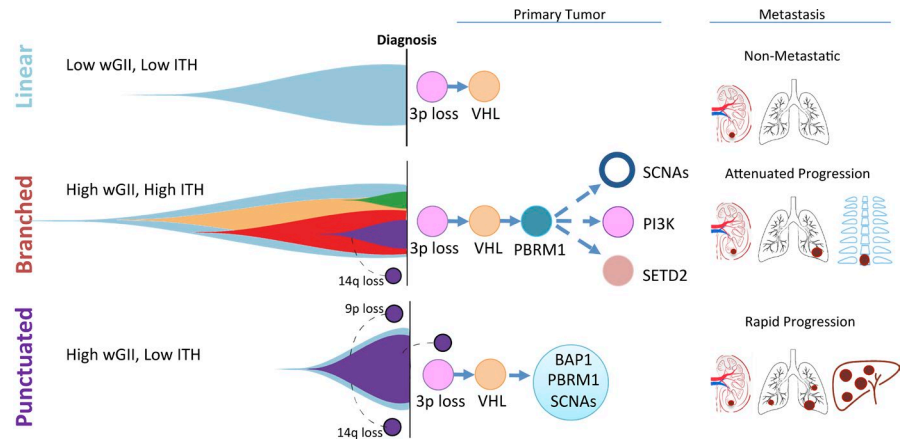 Primary Tumor
Metastasis
Diagnosis
Linear
Low wGII, Low ITH
3p loss
VHL
Non-Metastatic
Branched
High wGII, High ITH
14q loss
3p loss
VHL
PBRM1
SCNAs
PI3K
SETD2
Attenuated Progression
Punctuated
High wGII, Low ITH
9p loss
14q loss
3p loss
VHL
BAP1
PBRM1
SCNAs
Rapid Progression